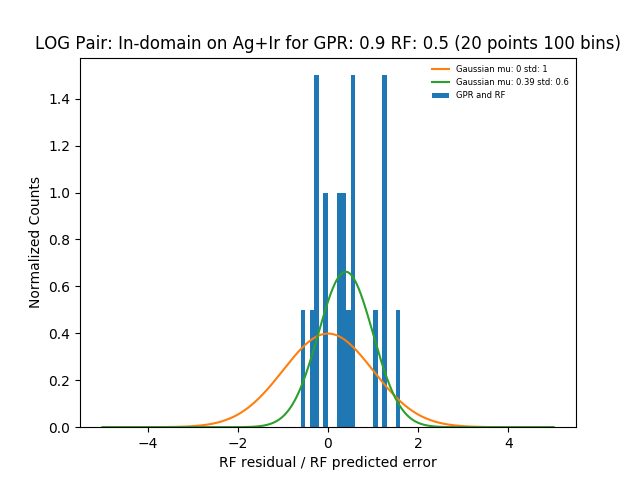 LOG Pair: In-domain on Ag+Ir for GPR: 0.9 RF: 0.5 (20 points 100 bins)
Gaussian mu: 0 std: 1
Gaussian mu: 0.39 std: 0.6
GPR and RF
Normalized Counts
1.4
1.2
1.0
0.8
0.6
0.4
0.2
0.0
−4 −2 0 2 4
RF residual / RF predicted error